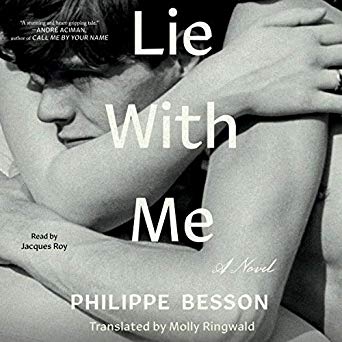 "A stunning and heart-gripping tale."
—ANDRÉ ACIMAN,
author of CALL ME BY YOUR NAME
Lie
With
Me
Read by
Jacques Roy
A Novel
PHILIPPE BESSON
Translated by Molly Ringwald